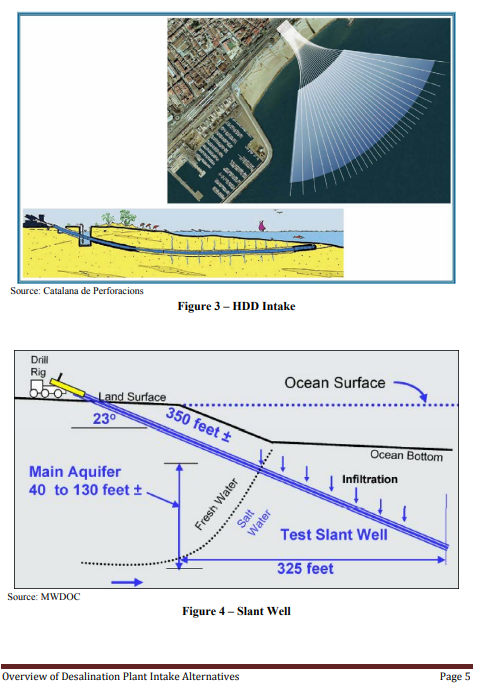 Source: Catalana de Perforacions
Figure 3 – HDD Intake
Drill
Rig
Land Surface
Ocean Surface
23°
350 feet ±
Ocean Bottom
Main Aquifer
40 to 130 feet ±
Fresh Water
Salt
Water
Infiltration
Test Slant Well
325 feet
Source: MWDOC
Figure 4 – Slant Well
Overview of Desalination Plant Intake Alternatives Page 5